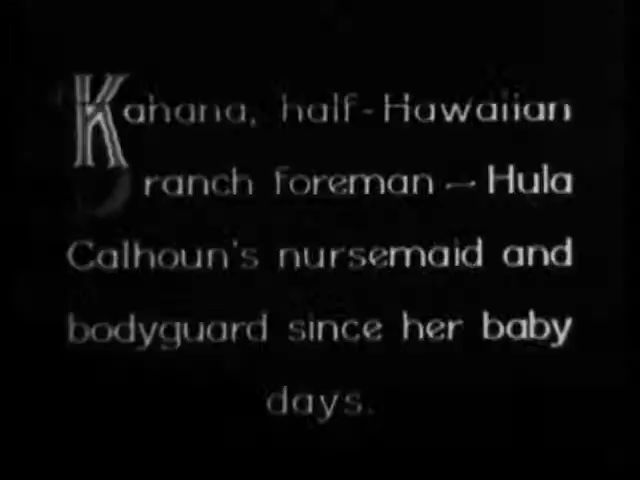 Kahana, half-Hawaiian
ranch foreman — Hula
Calhoun's nursemaid and
bodyguard since her baby
days.